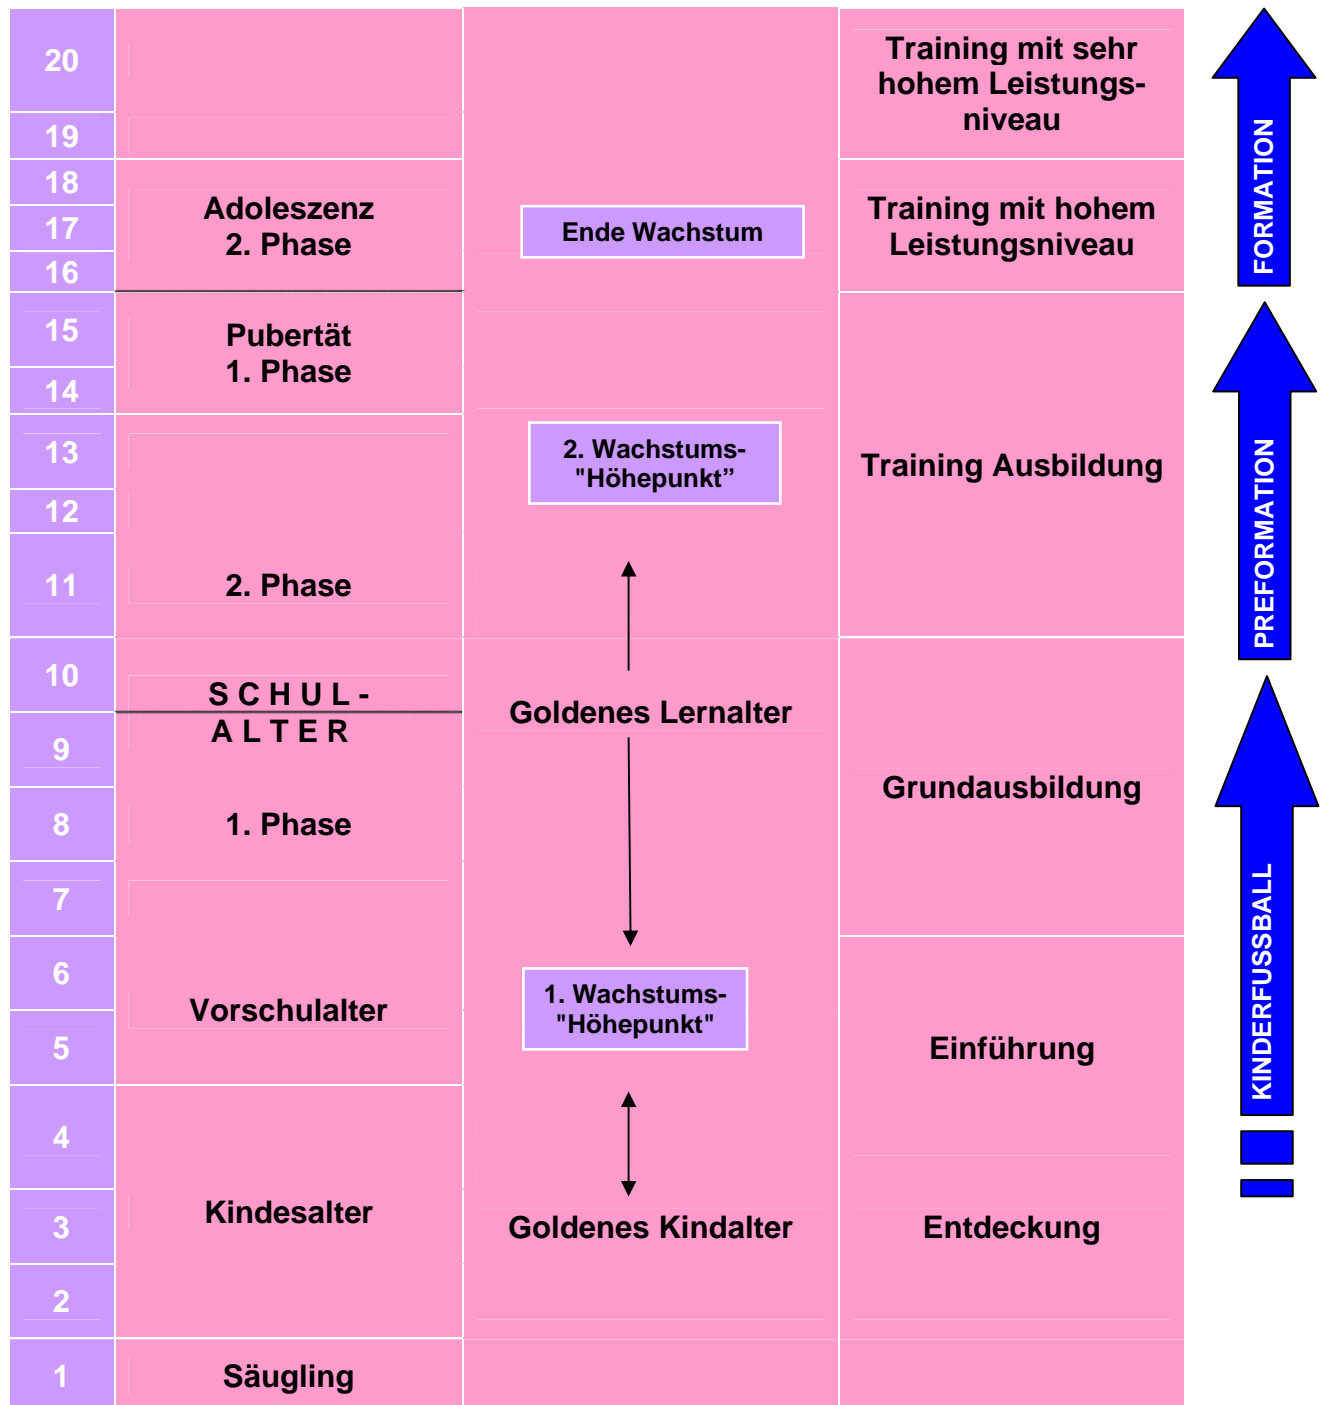 20
Training mit sehr
hohem Leistungs-
niveau
19
18
Adoleszenz
2. Phase
17
Ende Wachstum
Training mit hohem
Leistungsniveau
16
FORMATION
15
Pubertät
1. Phase
14
13
2. Wachstums-
"Höhepunkt”
Training Ausbildung
12
11
2. Phase
PREFORMATION
10
S C H U L -
A L T E R
Goldenes Lernalter
9
Grundausbildung
8
1. Phase
7
6
Vorschulalter
1. Wachstums-
"Höhepunkt"
5
Einführung
KINDERFUSSBALL
4
Kindesalter
3
Goldenes Kindalter
Entdeckung
2
1
Säugling